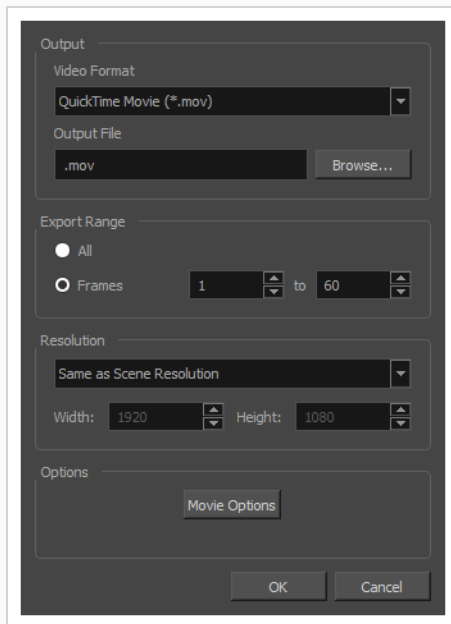 Output
Video Format
QuickTime Movie (*.mov)
Output File
.mov Browse...
Export Range
All
Frames 1 to 60
Resolution
Same as Scene Resolution
Width: 1920 Height: 1080
Options
Movie Options
OK Cancel